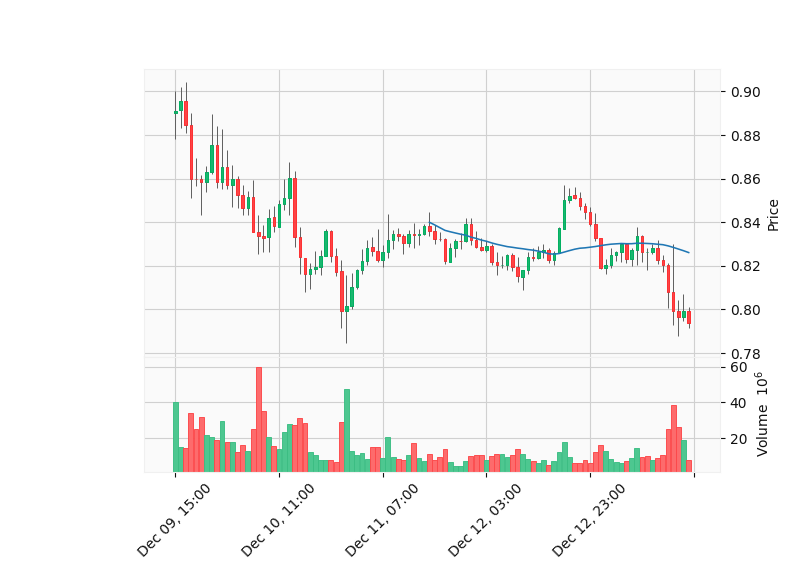 0.90
0.88
0.86
0.84
0.82
0.80
0.78
Price
60
40
20
Volume 10^6
Dec 09, 15:00
Dec 10, 11:00
Dec 11, 07:00
Dec 12, 03:00
Dec 12, 23:00